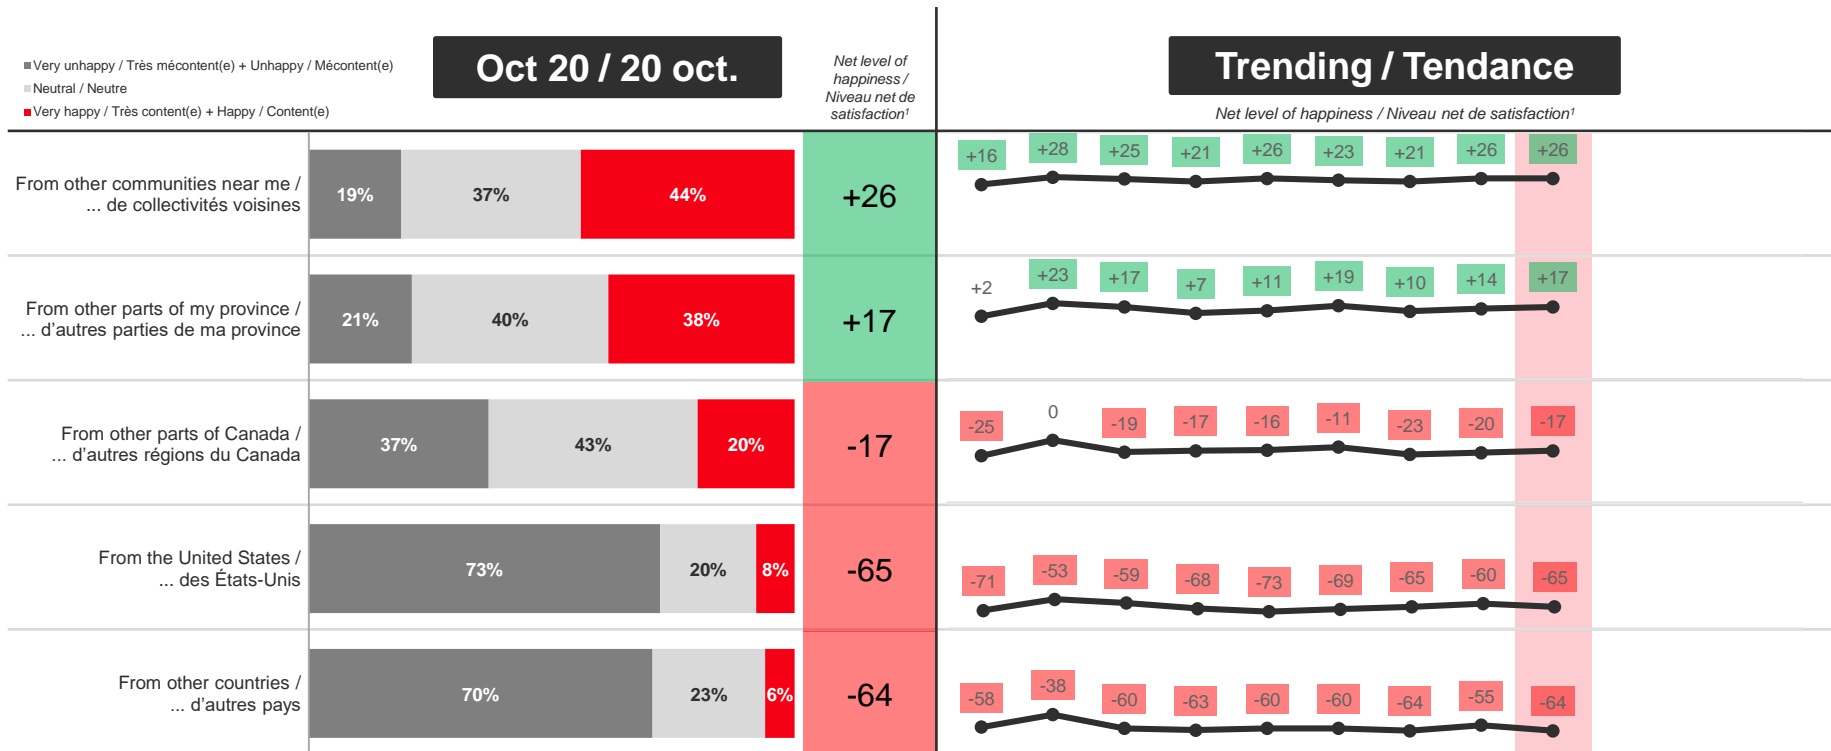 Very unhappy / Très mécontent(e) + Unhappy / Mécontent(e)
Neutral / Neutre
Very happy / Très content(e) + Happy / Content(e)
Oct 20 / 20 oct.
Net level of
happiness /
Niveau net de
satisfaction¹
Trending / Tendance
Net level of happiness / Niveau net de satisfaction¹
From other communities near me /
... de collectivités voisines
19% 37% 44%
+26
+16 +28 +25 +21 +26 +23 +21 +26 +26
From other parts of my province /
... d'autres parties de ma province
21% 40% 38%
+17
+2 +23 +17 +7 +11 +19 +10 +14 +17
From other parts of Canada /
... d'autres régions du Canada
37% 43% 20%
-17
-25 0 -19 -17 -16 -11 -23 -20 -17
From the United States /
... des États-Unis
73% 20% 8%
-65
-71 -53 -59 -68 -73 -69 -65 -60 -65
From other countries /
... d'autres pays
70% 23% 6%
-64
-58 -38 -60 -63 -60 -60 -64 -55 -64